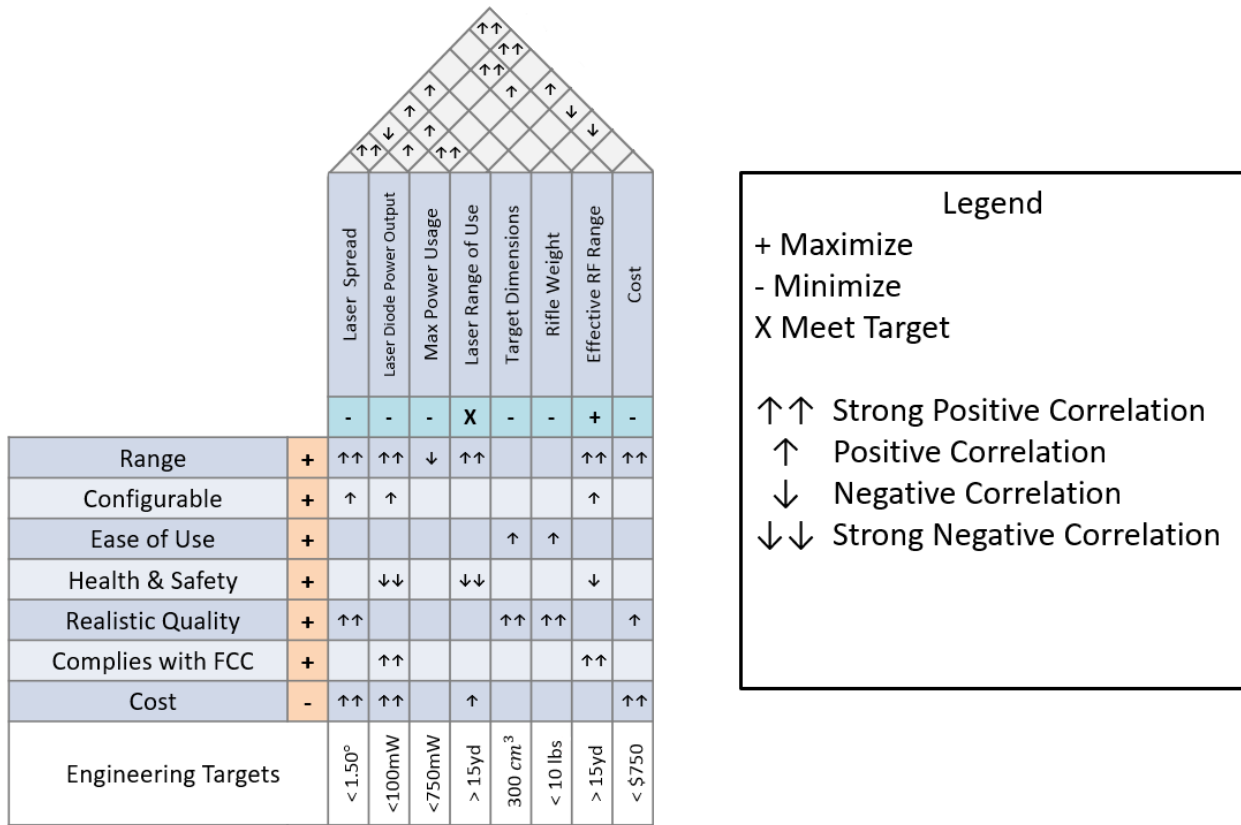 ↑↑
↑↑
↑↑
↑ ↑ ↑
↑ ↓
↓ ↑ ↓
↑↑ ↑ ↑↑
Laser Spread
Laser Diode Power Output
Max Power Usage
Laser Range of Use
Target Dimensions
Rifle Weight
Effective RF Range
Cost
- - - X - - + -
Range + ↑↑ ↑↑ ↓ ↑↑ ↑↑ ↑↑
Configurable + ↑ ↑ ↑
Ease of Use + ↑ ↑
Health & Safety + ↓↓ ↓↓ ↓
Realistic Quality + ↑↑ ↑↑ ↑↑ ↑
Complies with FCC + ↑↑ ↑↑
Cost - ↑↑ ↑↑ ↑ ↑↑
Engineering Targets
< 1.50°
<100mW
<750mW
> 15yd
300 cm³
< 10 lbs
> 15yd
< $750
Legend
+ Maximize
- Minimize
X Meet Target
↑↑ Strong Positive Correlation
↑ Positive Correlation
↓ Negative Correlation
↓↓ Strong Negative Correlation